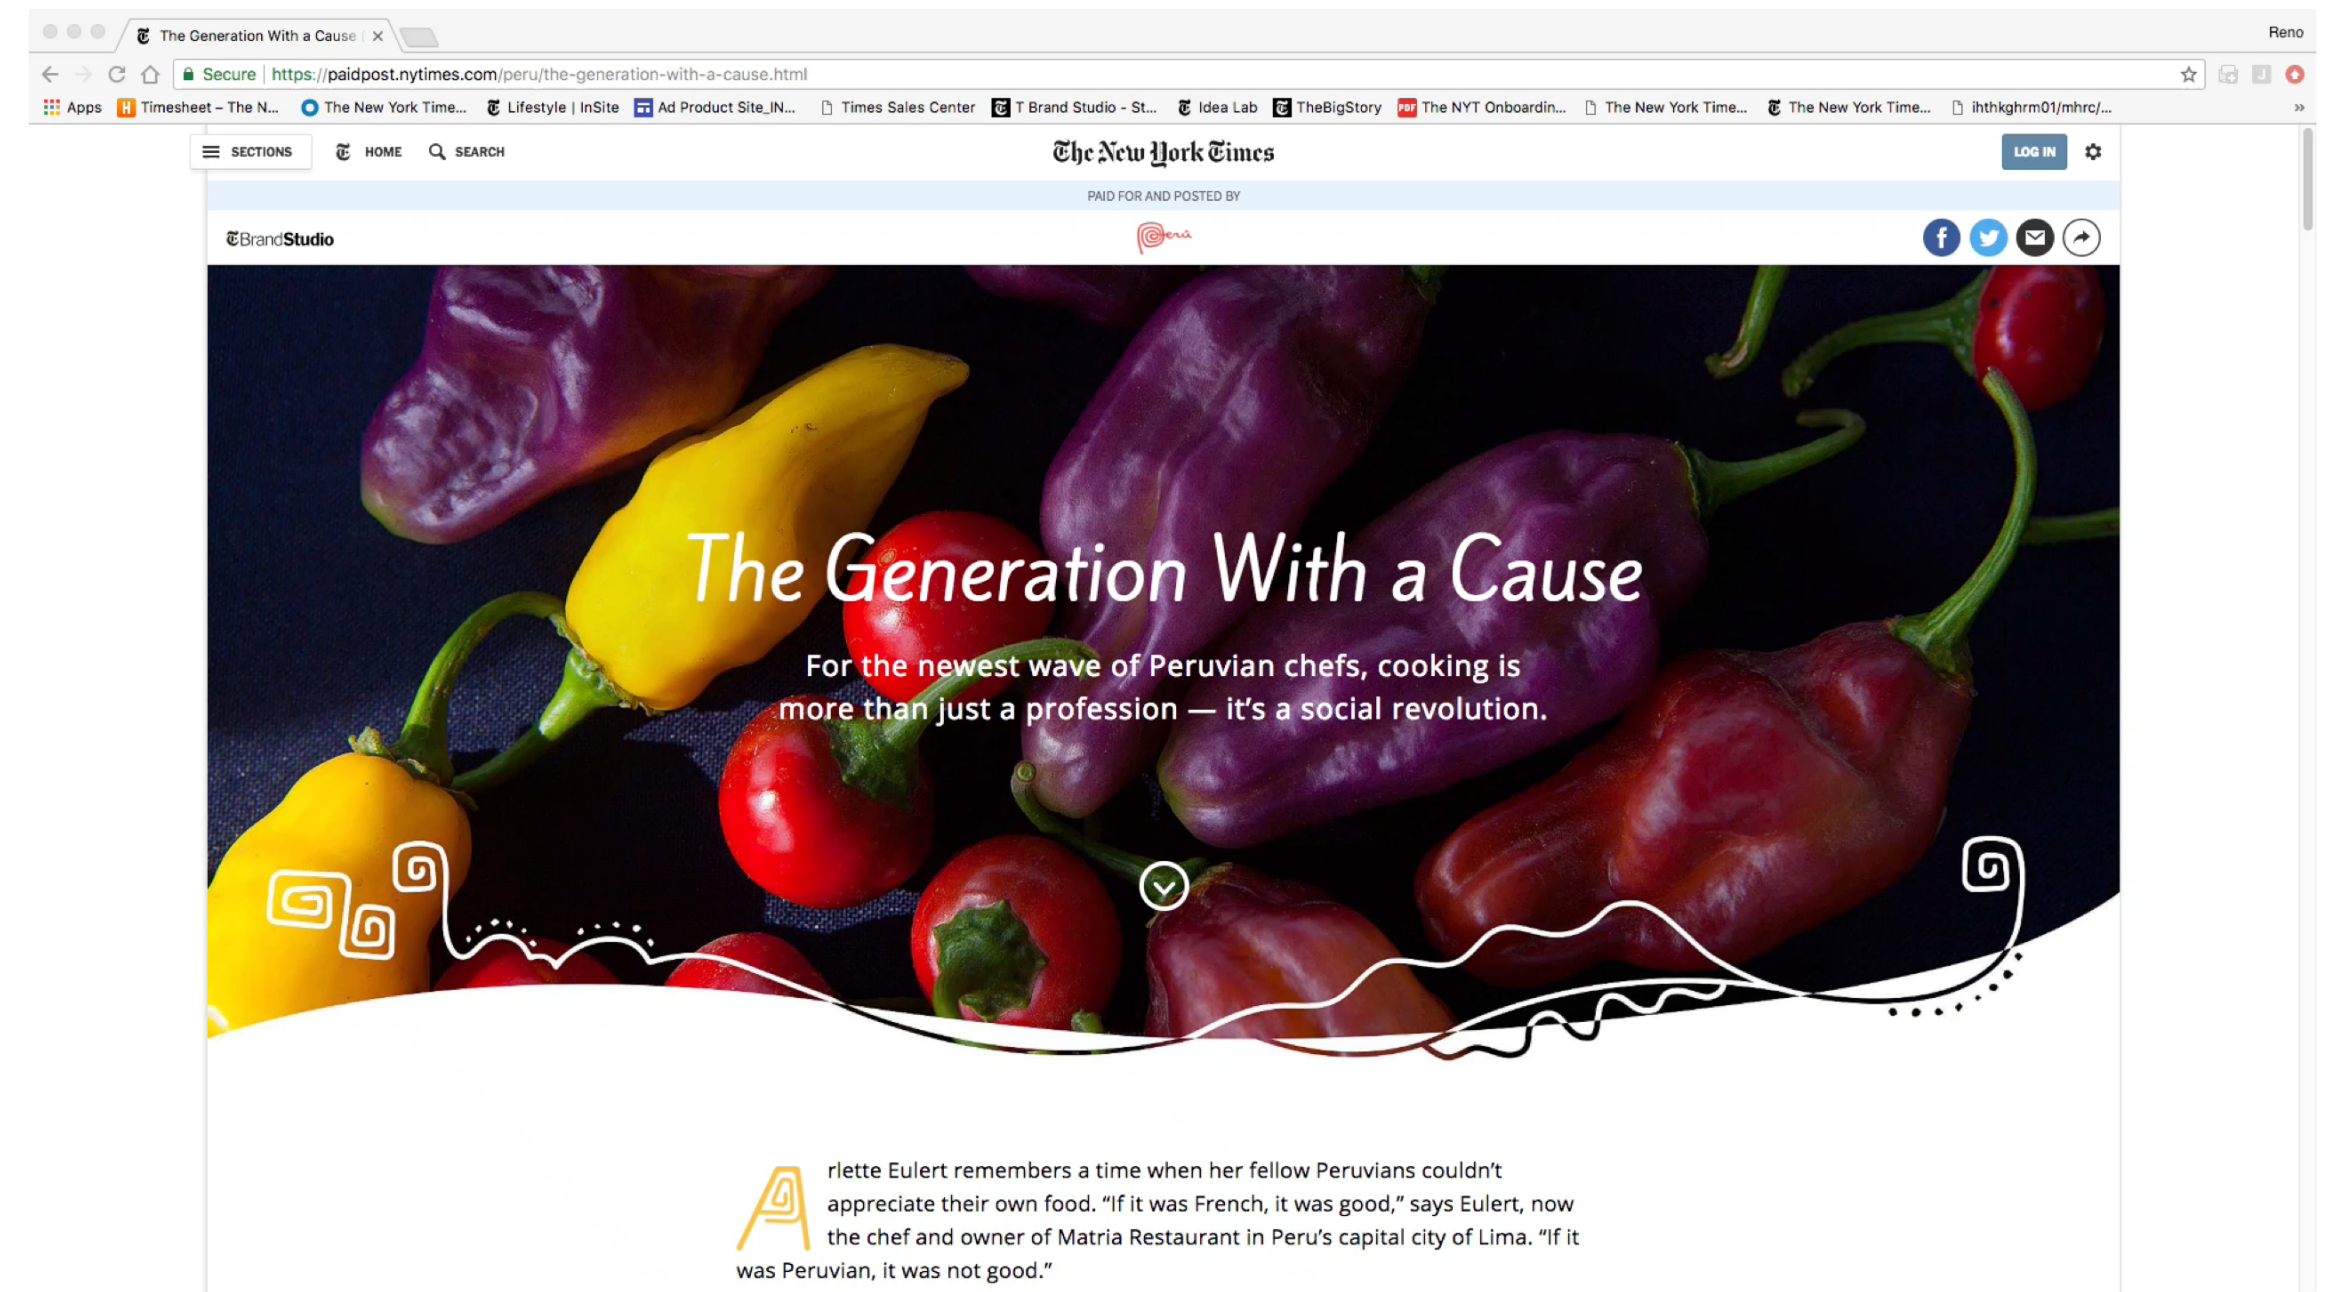 The Generation With a Cause
Reno
Secure https://paidpost.nytimes.com/peru/the-generation-with-a-cause.html
Apps Timesheet – The N... The New York Time... Lifestyle | InSite Ad Product Site_IN... Times Sales Center T Brand Studio - St... Idea Lab TheBigStory PDF The NYT Onboardin... The New York Time... The New York Time... ihthkghrm01/mhrc/... »
SECTIONS HOME SEARCH The New York Times LOG IN
PAID FOR AND POSTED BY
TBrandStudio Perú
The Generation With a Cause
For the newest wave of Peruvian chefs, cooking is
more than just a profession — it's a social revolution.
Arlette Eulert remembers a time when her fellow Peruvians couldn't
appreciate their own food. “If it was French, it was good,” says Eulert, now
the chef and owner of Matria Restaurant in Peru's capital city of Lima. “If it
was Peruvian, it was not good.”